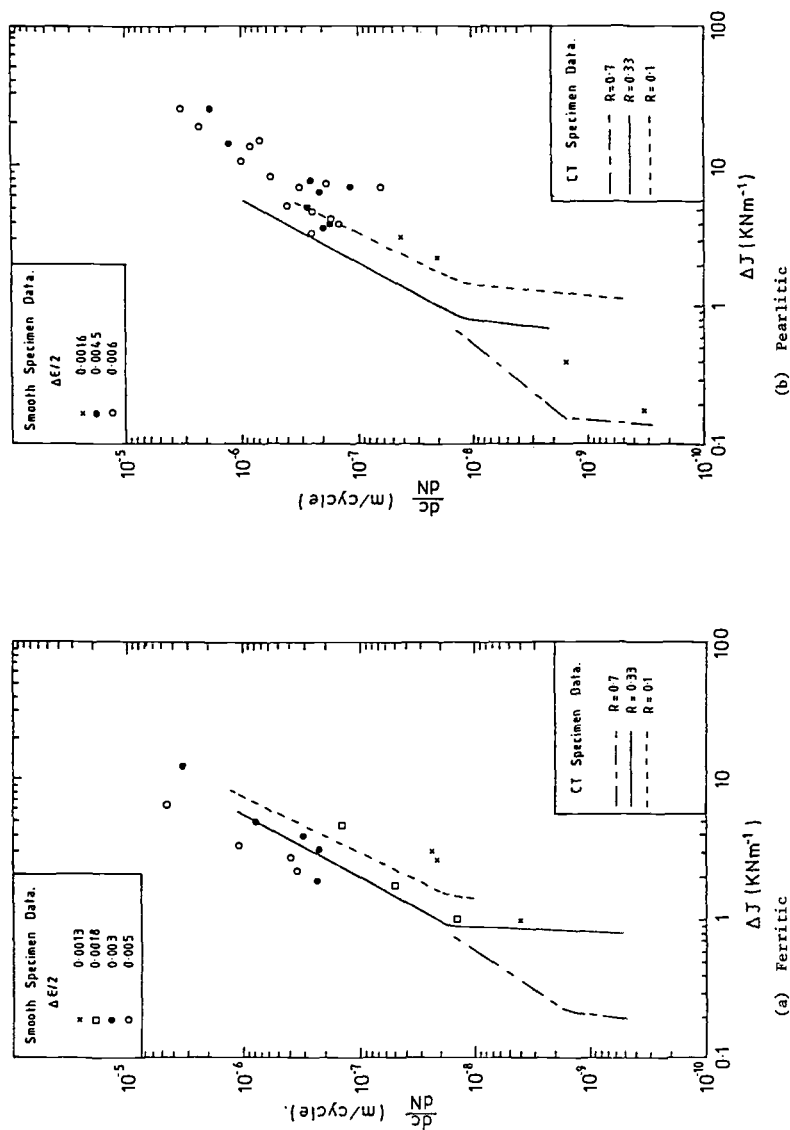 Smooth Specimen Data.
ΔE/2
× 0·0013
□ 0·0018
● 0·003
○ 0·005
10⁻⁵
10⁻⁶
10⁻⁷
10⁻⁸
10⁻⁹
10⁻¹⁰
dc
dN
(m/cycle).
CT Specimen Data.
R = 0·7
R = 0·33
R = 0·1
0·1
1
10
100
ΔJ (KNm⁻¹)
(a) Ferritic
Smooth Specimen Data.
ΔE/2
× 0·0016
● 0·0045
○ 0·006
10⁻⁵
10⁻⁶
10⁻⁷
10⁻⁸
10⁻⁹
10⁻¹⁰
dc
dN
(m/cycle)
CT Specimen Data.
R=0·7
R=0·33
R=0·1
0·1
1
10
100
ΔJ (KNm⁻¹)
(b) Pearlitic